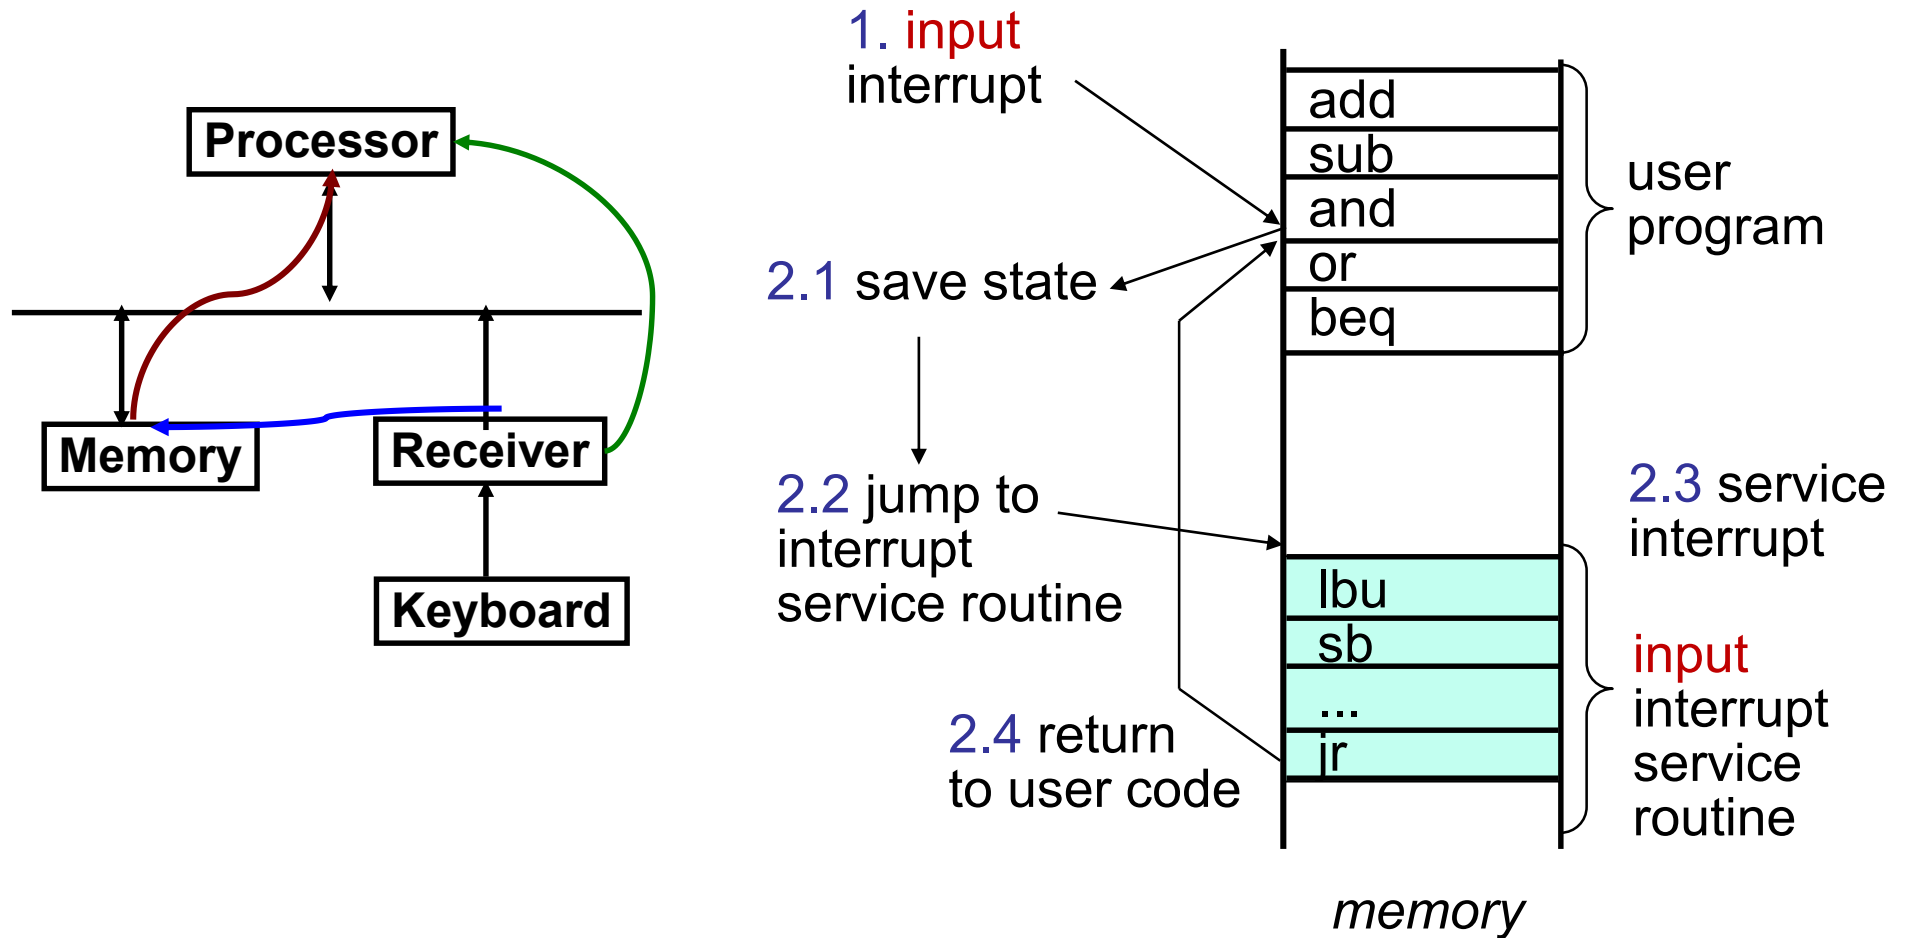 Processor
Memory
Receiver
Keyboard
1. input
interrupt
2.1 save state
2.2 jump to
interrupt
service routine
2.4 return
to user code
add
sub
and
or
beq
user
program
2.3 service
interrupt
lbu
sb
...
jr
input
interrupt
service
routine
memory